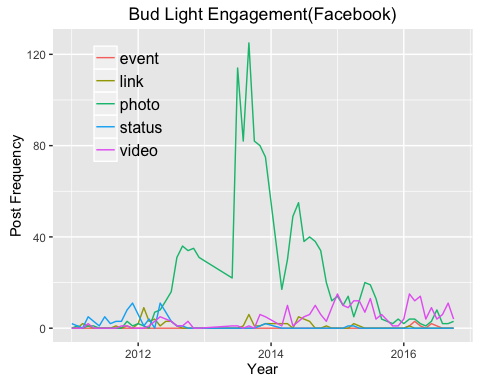 Bud Light Engagement(Facebook)
120
80
40
0
Post Frequency
event
link
photo
status
video
2012
2014
2016
Year